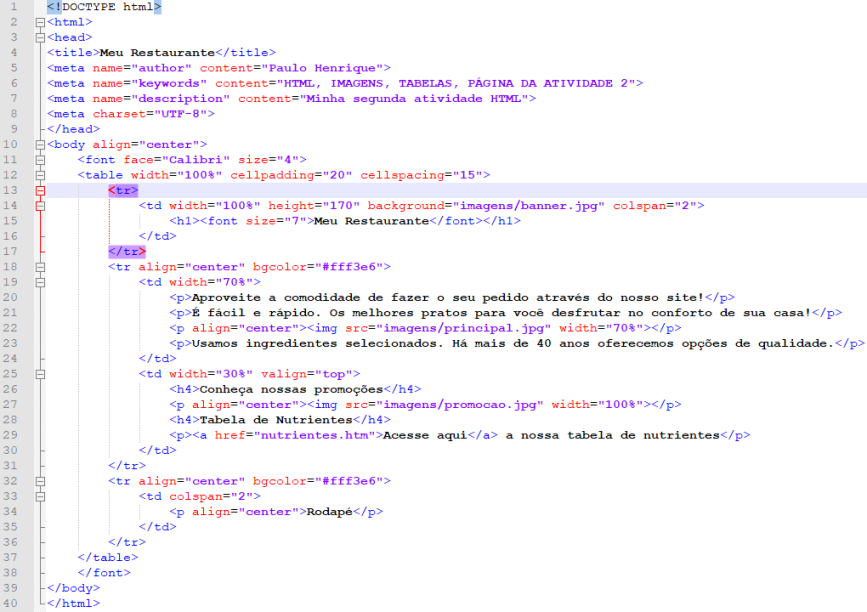 1 <!DOCTYPE html>
2 <html>
3 <head>
4 <title>Meu Restaurante</title>
5 <meta name="author" content="Paulo Henrique">
6 <meta name="keywords" content="HTML, IMAGENS, TABELAS, PÁGINA DA ATIVIDADE 2">
7 <meta name="description" content="Minha segunda atividade HTML">
8 <meta charset="UTF-8">
9 </head>
10 <body align="center">
11 <font face="Calibri" size="4">
12 <table width="100%" cellpadding="20" cellspacing="15">
13 <tr>
14 <td width="100%" height="170" background="imagens/banner.jpg" colspan="2">
15 <h1><font size="7">Meu Restaurante</font></h1>
16 </td>
17 </tr>
18 <tr align="center" bgcolor="#fff3e6">
19 <td width="70%">
20 <p>Aproveite a comodidade de fazer o seu pedido através do nosso site!</p>
21 <p>É fácil e rápido. Os melhores pratos para você desfrutar no conforto de sua casa!</p>
22 <p align="center"><img src="imagens/principal.jpg" width="70%"></p>
23 <p>Usamos ingredientes selecionados. Há mais de 40 anos oferecemos opções de qualidade.</p>
24 </td>
25 <td width="30%" valign="top">
26 <h4>Conheça nossas promoções</h4>
27 <p align="center"><img src="imagens/promocao.jpg" width="100%"></p>
28 <h4>Tabela de Nutrientes</h4>
29 <p><a href="nutrientes.htm">Acesse aqui</a> a nossa tabela de nutrientes</p>
30 </td>
31 </tr>
32 <tr align="center" bgcolor="#fff3e6">
33 <td colspan="2">
34 <p align="center">Rodapé</p>
35 </td>
36 </tr>
37 </table>
38 </font>
39 </body>
40 </html>